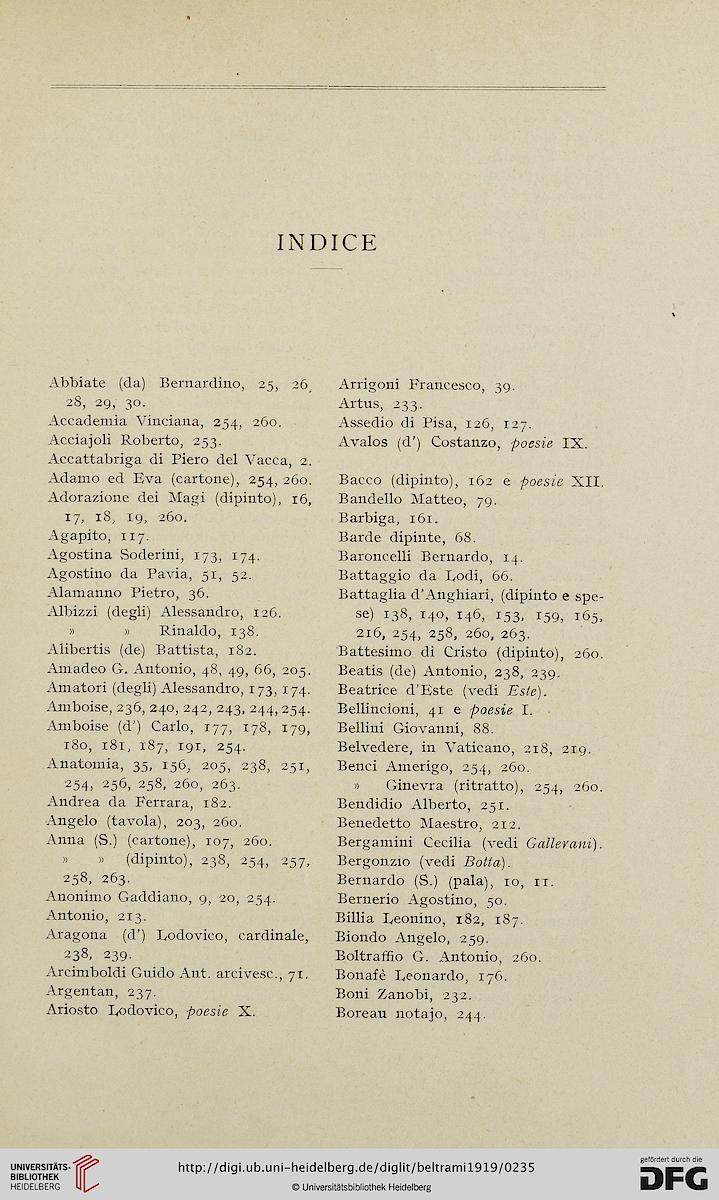 INDICE
Abbiate (da) Bernardino, 25, 26,
28, 29, 30.
Accademia Vinciana, 254, 260.
Acciajoli Roberto, 253.
Accattabriga di Piero del Vacca, 2.
Adamo ed Eva (cartone), 254, 260.
Adorazione dei Magi (dipinto), 16,
17, 18, 19, 260.
Agapito, 117.
Agostina Soderini, 173, 174.
Agostino da Pavia, 51, 52.
Alamanno Pietro, 36.
Albizzi (degli) Alessandro, 126.
» » Rinaldo, 138.
Alibertis (de) Battista, 182.
Amadeo G. Antonio, 48, 49, 66, 205.
Amatori (degli) Alessandro, 173, 174.
Amboise, 236, 240, 242, 243, 244, 254.
Amboise (d') Carlo, 177, 178, 179,
180, 181, 187, 191, 254.
Anatomia, 35, 156, 205, 238, 251,
254, 256, 258, 260, 263.
Andrea da Ferrara, 182.
Angelo (tavola), 203, 260.
Anna (S.) (cartone), 107, 260.
» » (dipinto), 238, 254, 257,
258, 263.
Anonimo Gaddiano, 9, 20, 254.
Antonio, 213.
Aragona (d') Lodovico, cardinale,
238, 239.
Arcimboldi Guido Ant. arcivesc., 71.
Argentan, 237.
Ariosto Lodovico, poesie X.
Arrigoni Francesco, 39.
Artus, 233.
Assedio di Pisa, 126, 127.
Avalos (d') Costanzo, poesie IX.
Bacco (dipinto), 162 e poesie XII.
Bandello Matteo, 79.
Barbiga, 161.
Barde dipinte, 68.
Baroncelli Bernardo, 14.
Battaggio da Lodi, 66.
Battaglia d'Anghiari, (dipinto e spe-
se) 138, 140, 146, 153, 159, 165,
216, 254, 258, 260, 263.
Battesimo di Cristo (dipinto), 260.
Beatis (de) Antonio, 238, 239.
Beatrice d'Este (vedi Este).
Bellincioni, 41 e poesie I.
Bellini Giovanni, 88.
Belvedere, in Vaticano, 218, 219.
Benci Amerigo, 254, 260.
» Ginevra (ritratto), 254, 260.
Bendidio Alberto, 251.
Benedetto Maestro, 212.
Bergamini Cecilia (vedi Gallerani).
Bergonzio (vedi Botta).
Bernardo (S.) (pala), 10, 11.
Bernerio Agostino, 50.
Billia Leonino, 182, 187.
Biondo Angelo, 259.
Boltraffio G. Antonio, 260.
Bonafè Leonardo, 176.
Boni Zanobi, 232.
Boreau notajo, 244.
UNIVERSITÄTS-
BIBLIOTHEK
HEIDELBERG
http://digi.ub.uni-heidelberg.de/diglit/beltrami1919/0235
© Universitätsbibliothek Heidelberg
gefördert durch die
DFG